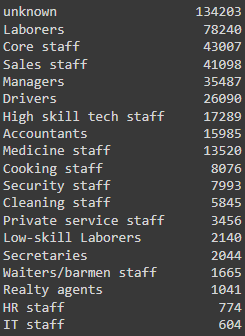 unknown 134203
Laborers 78240
Core staff 43007
Sales staff 41098
Managers 35487
Drivers 26090
High skill tech staff 17289
Accountants 15985
Medicine staff 13520
Cooking staff 8076
Security staff 7993
Cleaning staff 5845
Private service staff 3456
Low-skill Laborers 2140
Secretaries 2044
Waiters/barmen staff 1665
Realty agents 1041
HR staff 774
IT staff 604